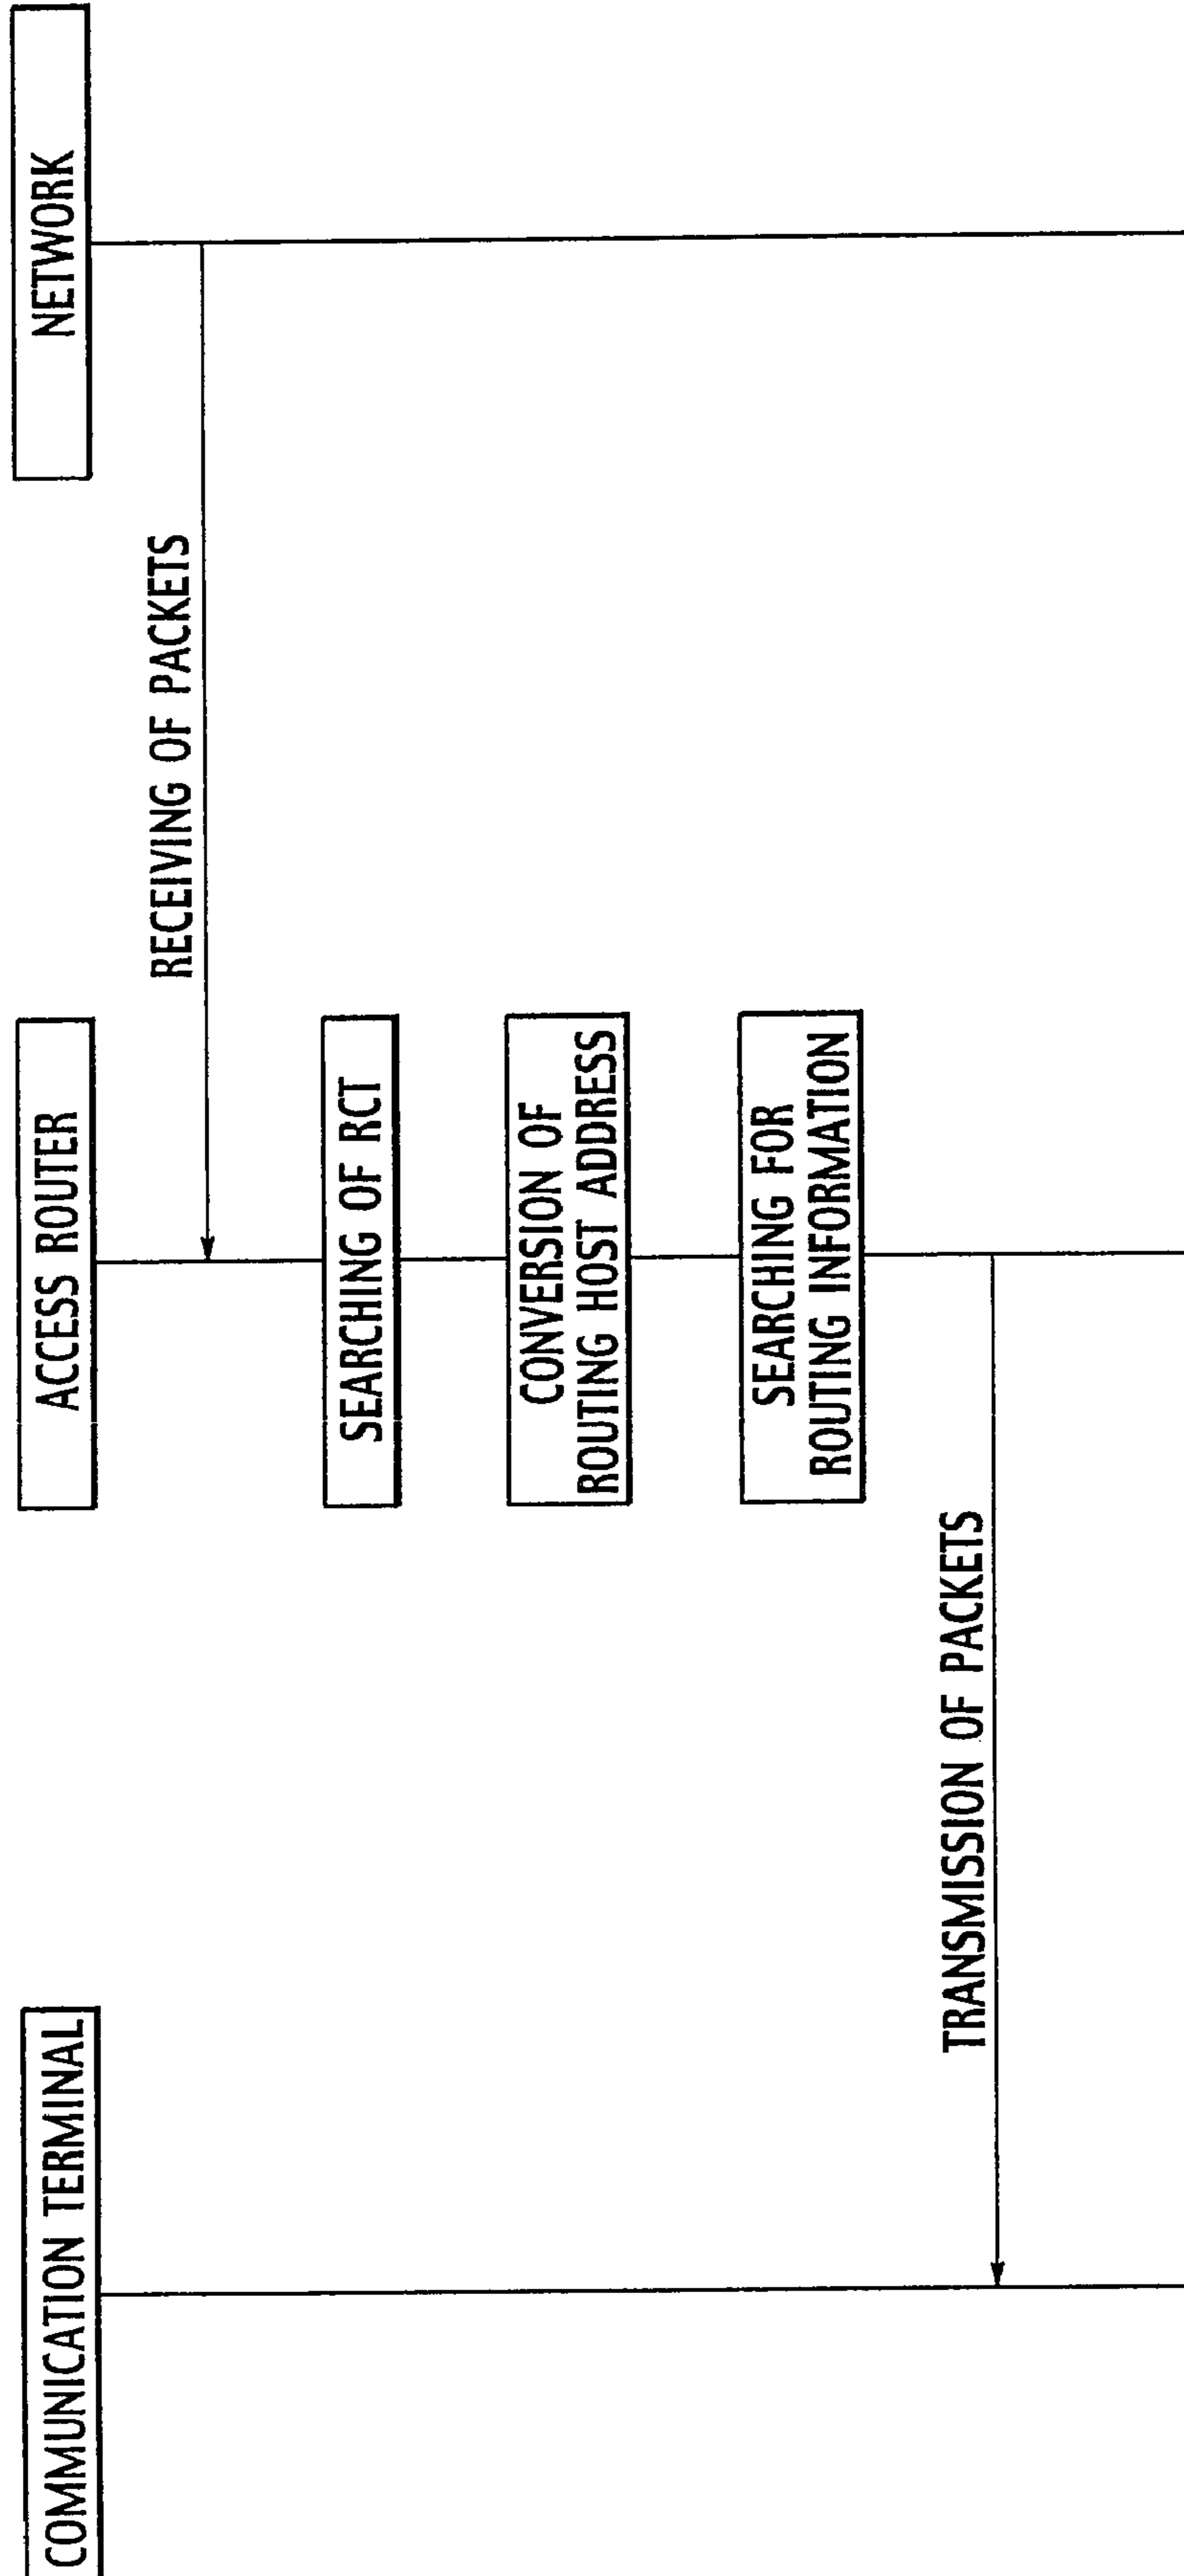 COMMUNICATION TERMINAL
ACCESS ROUTER
NETWORK
RECEIVING OF PACKETS
SEARCHING OF RCT
CONVERSION OF
ROUTING HOST ADDRESS
SEARCHING FOR
ROUTING INFORMATION
TRANSMISSION OF PACKETS